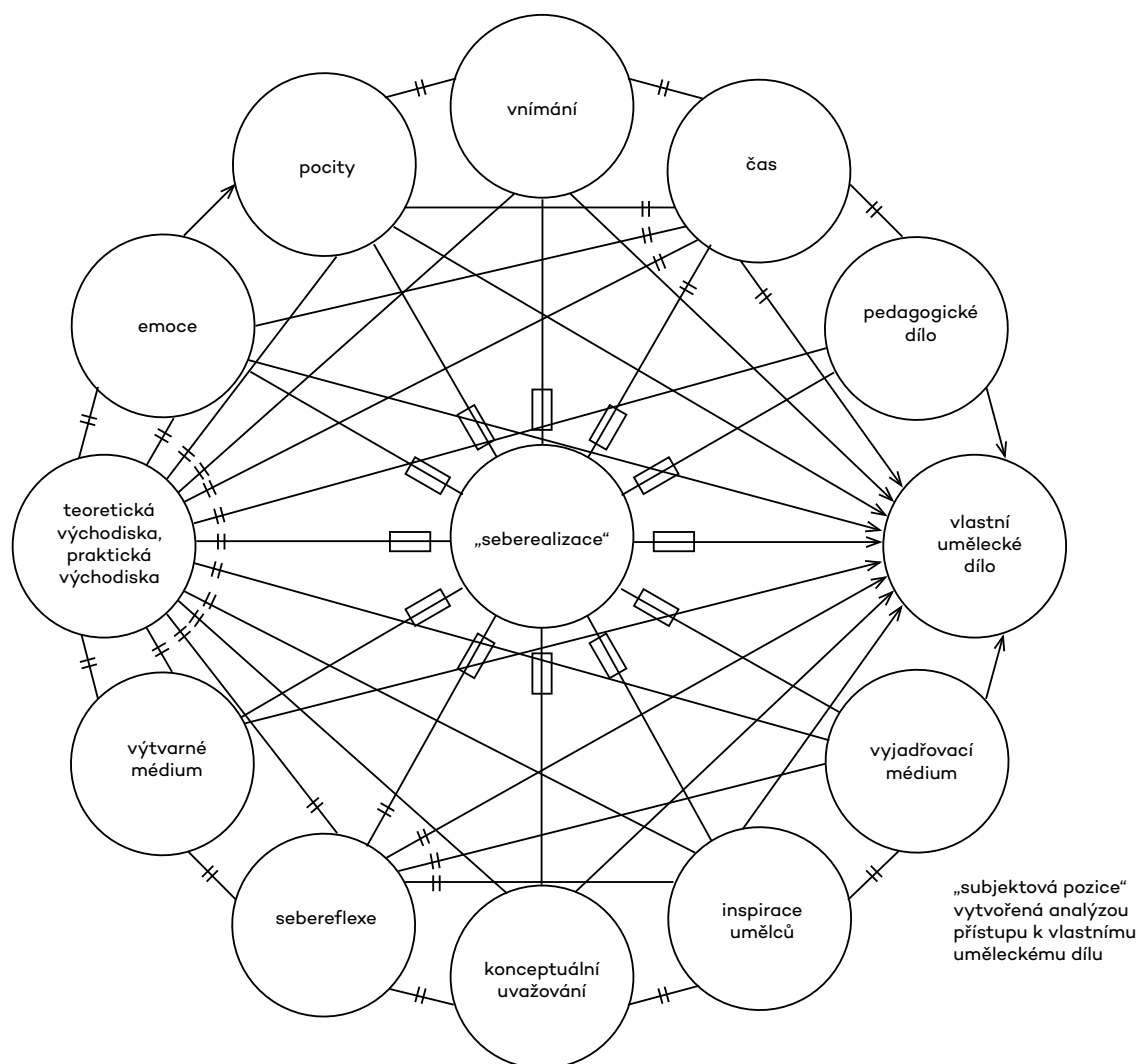 vnímání
pocity
čas
emoce
pedagogické
dílo
teoretická
východiska,
praktická
východiska
„seberealizace“
vlastní
umělecké
dílo
výtvarné
médium
vyjadřovací
médium
sebereflexe
konceptuální
uvažování
inspirace
umělců
„subjektová pozice“
vytvořená analýzou
přístupu k vlastnímu
uměleckému dílu